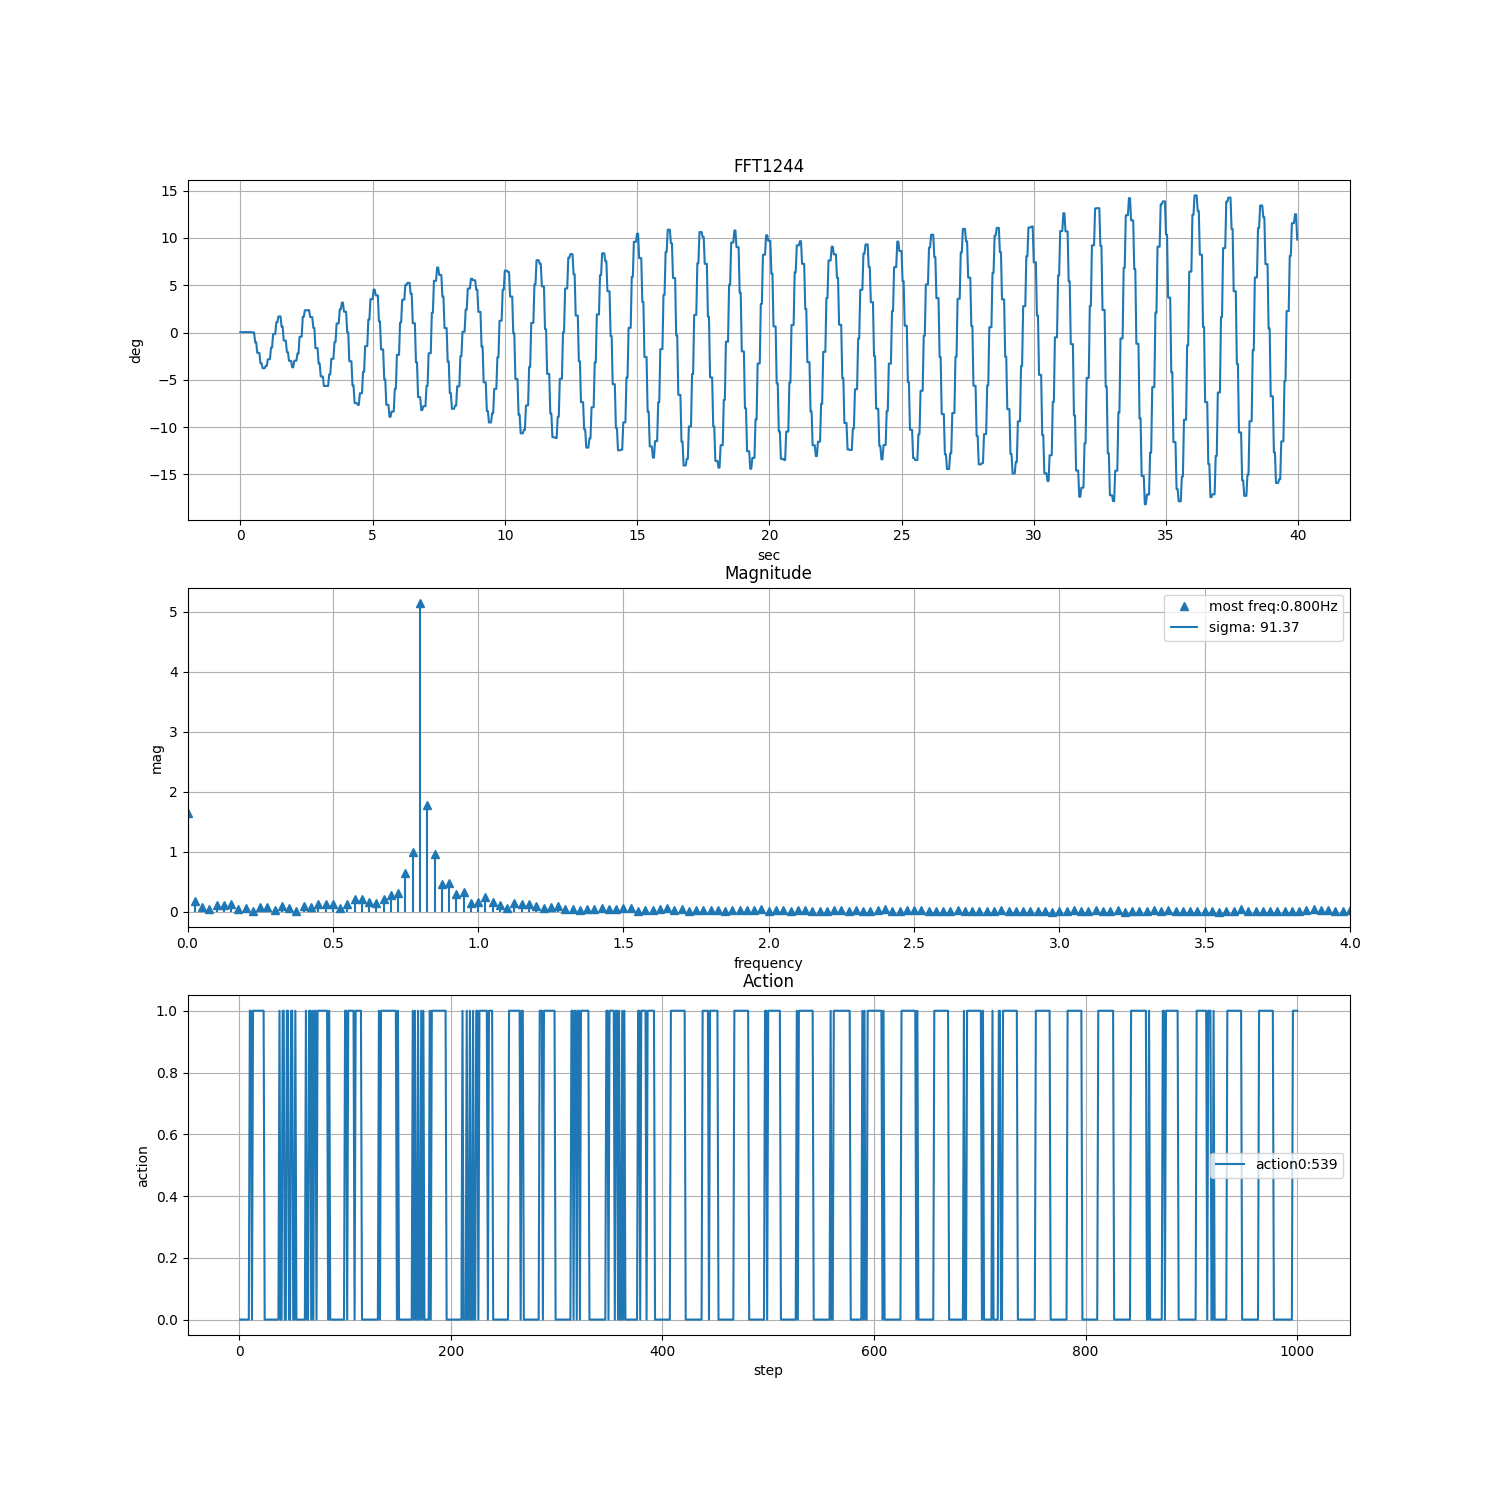 FFT1244
15
10
5
0
−5
−10
−15
deg
0 5 10 15 20 25 30 35 40
sec
Magnitude
5
4
3
2
1
0
mag
most freq:0.800Hz
sigma: 91.37
0.0 0.5 1.0 1.5 2.0 2.5 3.0 3.5 4.0
frequency
Action
1.0
0.8
0.6
0.4
0.2
0.0
action
action0:539
0 200 400 600 800 1000
step